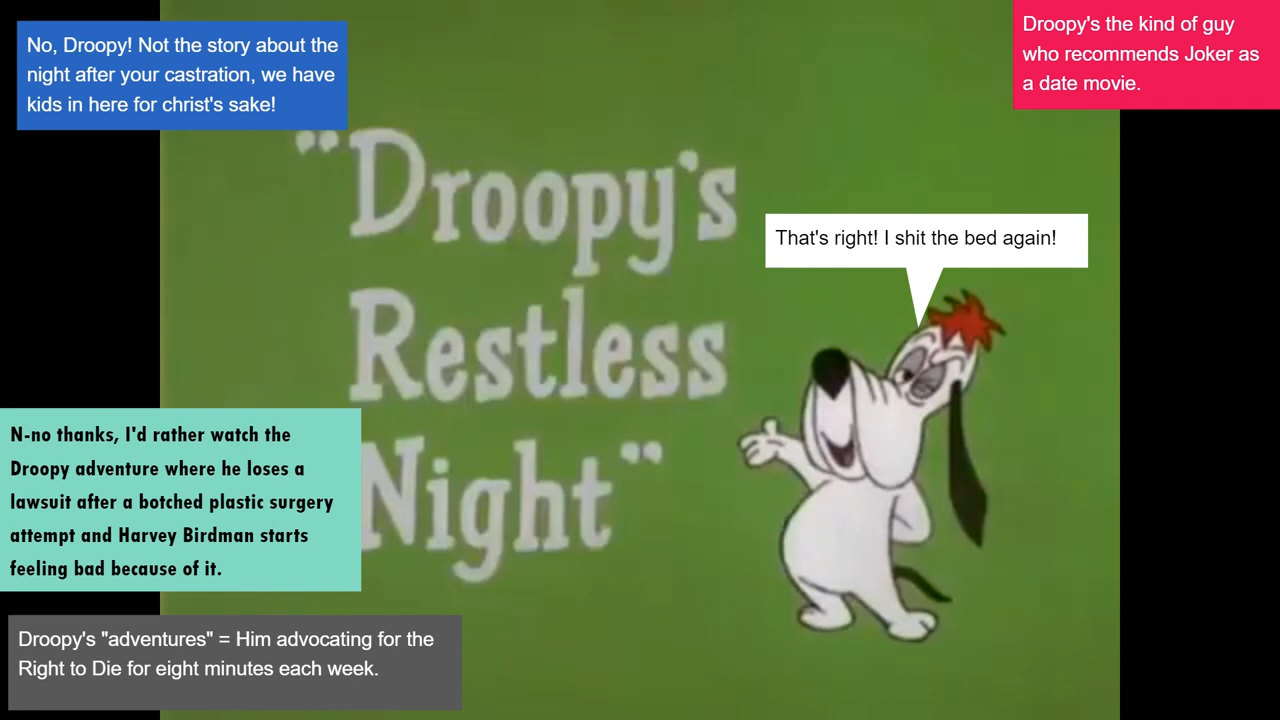 No, Droopy! Not the story about the
night after your castration, we have
kids in here for christ's sake!
Droopy's the kind of guy
who recommends Joker as
a date movie.
"Droopy's
Restless
Night"
That's right! I shit the bed again!
N-no thanks, I'd rather watch the
Droopy adventure where he loses a
lawsuit after a botched plastic surgery
attempt and Harvey Birdman starts
feeling bad because of it.
Droopy's "adventures" = Him advocating for the
Right to Die for eight minutes each week.